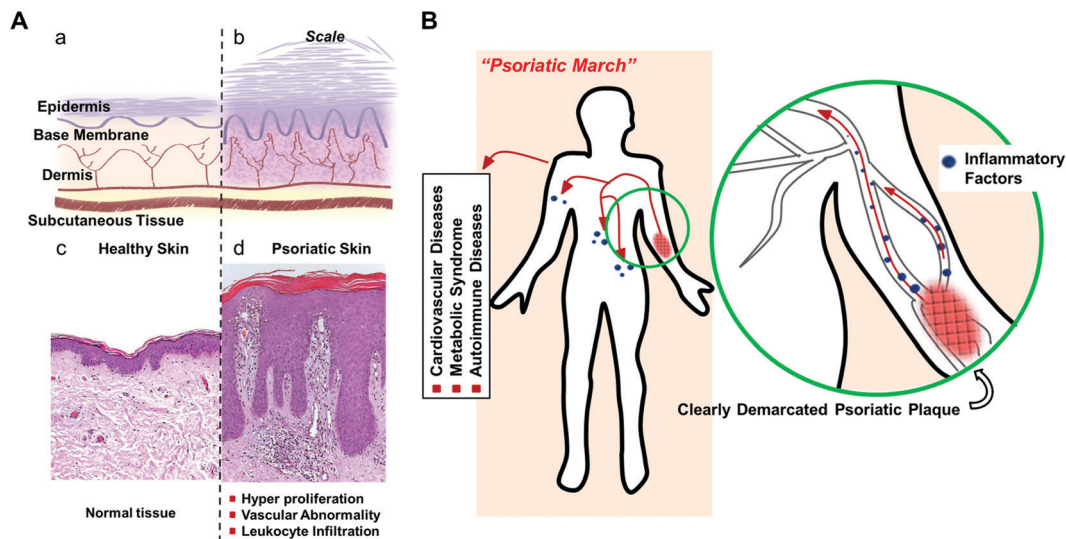 A
a
b
Scale
Epidermis
Base Membrane
Dermis
Subcutaneous Tissue
c
Healthy Skin
d
Psoriatic Skin
Normal tissue
Hyper proliferation
Vascular Abnormality
Leukocyte Infiltration
B
"Psoriatic March"
Cardiovascular Diseases
Metabolic Syndrome
Autoimmune Diseases
Inflammatory
Factors
Clearly Demarcated Psoriatic Plaque